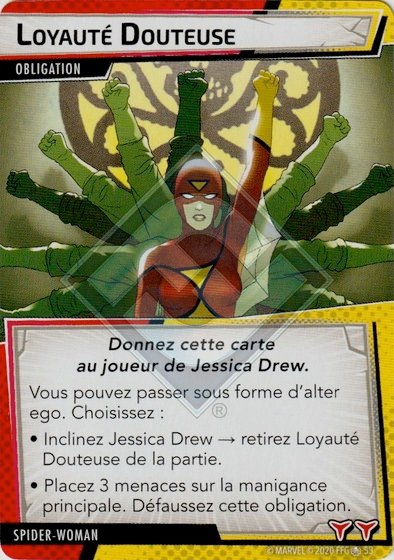 LOYAUTÉ DOUTEUSE
OBLIGATION
Donnez cette carte
au joueur de Jessica Drew.
Vous pouvez passer sous forme d'alter
ego. Choisissez :
• Inclinez Jessica Drew → retirez Loyauté
Douteuse de la partie.
• Placez 3 menaces sur la manigance
principale. Défaussez cette obligation.
®
SPIDER-WOMAN
© MARVEL © 2020 FFG 53